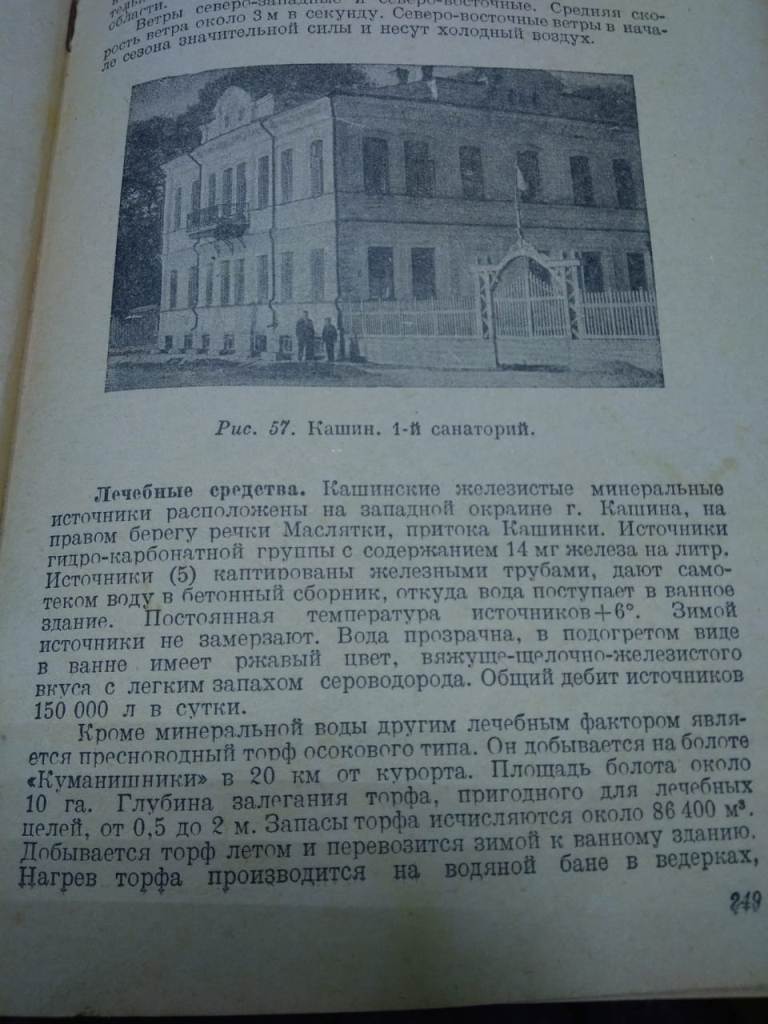 области.
Ветры северо-западные и северо-восточные. Средняя ско-
рость ветра около 3 м в секунду. Северо-восточные ветры в нача-
ле сезона значительной силы и несут холодный воздух.
Рис. 57. Кашин. 1-й санаторий.
Лечебные средства. Кашинские железистые минеральные
источники расположены на западной окраине г. Кашина, на
правом берегу речки Маслятки, притока Кашинки. Источники
гидро-карбонатной группы с содержанием 14 мг железа на литр.
Источники (5) каптированы железными трубами, дают само-
теком воду в бетонный сборник, откуда вода поступает в ванное
здание. Постоянная температура источников +6°. Зимой
источники не замерзают. Вода прозрачна, в подогретом виде
в ванне имеет ржавый цвет, вяжуще-щелочно-железистого
вкуса с легким запахом сероводорода. Общий дебит источников
150 000 л в сутки.
Кроме минеральной воды другим лечебным фактором явля-
ется пресноводный торф осокового типа. Он добывается на болоте
«Куманишники» в 20 км от курорта. Площадь болота около
10 га. Глубина залегания торфа, пригодного для лечебных
целей, от 0,5 до 2 м. Запасы торфа исчисляются около 86 400 м³.
Добывается торф летом и перевозится зимой к ванному зданию.
Нагрев торфа производится на водяной бане в ведерках,
249